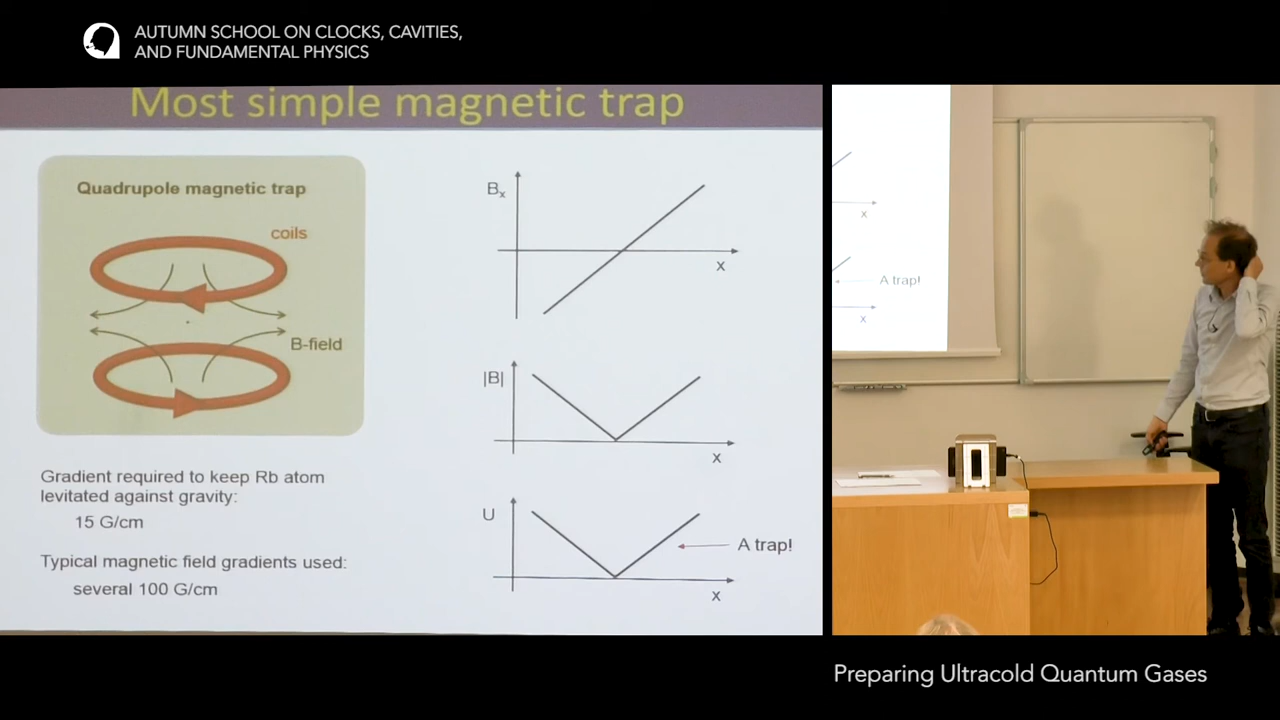 AUTUMN SCHOOL ON CLOCKS, CAVITIES,
AND FUNDAMENTAL PHYSICS
Most simple magnetic trap
Quadrupole magnetic trap
coils
B-field
Gradient required to keep Rb atom
levitated against gravity:
15 G/cm
Typical magnetic field gradients used:
several 100 G/cm
Bx
x
|B|
x
U
A trap!
x
x
A trap!
x
Preparing Ultracold Quantum Gases